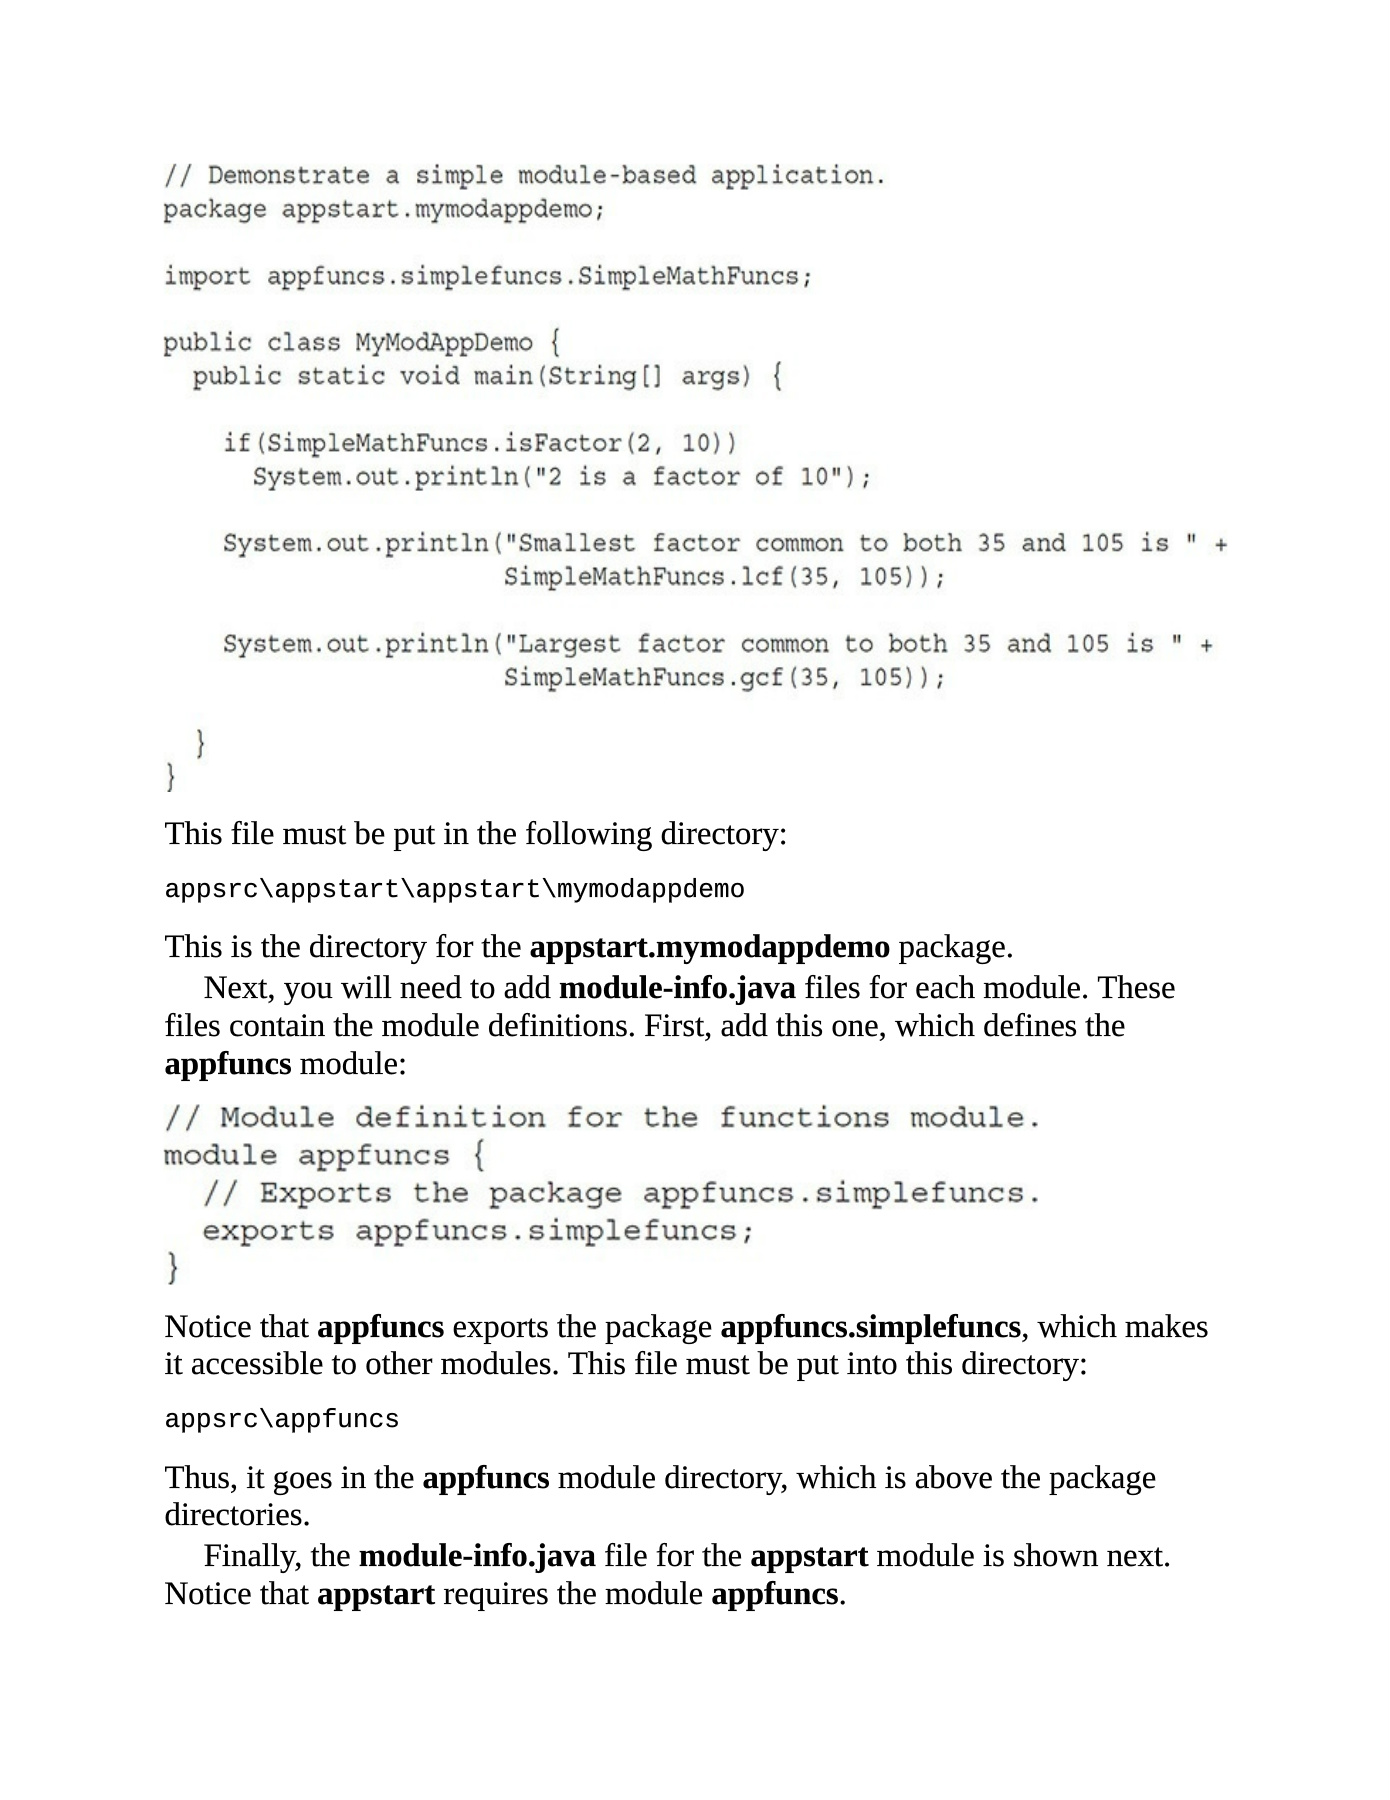 // Demonstrate a simple module-based application.
package appstart.mymodappdemo;

import appfuncs.simplefuncs.SimpleMathFuncs;

public class MyModAppDemo {
  public static void main(String[] args) {

    if(SimpleMathFuncs.isFactor(2, 10))
      System.out.println("2 is a factor of 10");

    System.out.println("Smallest factor common to both 35 and 105 is " +
                       SimpleMathFuncs.lcf(35, 105));

    System.out.println("Largest factor common to both 35 and 105 is " +
                       SimpleMathFuncs.gcf(35, 105));

  }
}
This file must be put in the following directory:
appsrc\appstart\appstart\mymodappdemo
This is the directory for the appstart.mymodappdemo package.
Next, you will need to add module-info.java files for each module. These
files contain the module definitions. First, add this one, which defines the
appfuncs module:
// Module definition for the functions module.
module appfuncs {
  // Exports the package appfuncs.simplefuncs.
  exports appfuncs.simplefuncs;
}
Notice that appfuncs exports the package appfuncs.simplefuncs, which makes
it accessible to other modules. This file must be put into this directory:
appsrc\appfuncs
Thus, it goes in the appfuncs module directory, which is above the package
directories.
Finally, the module-info.java file for the appstart module is shown next.
Notice that appstart requires the module appfuncs.